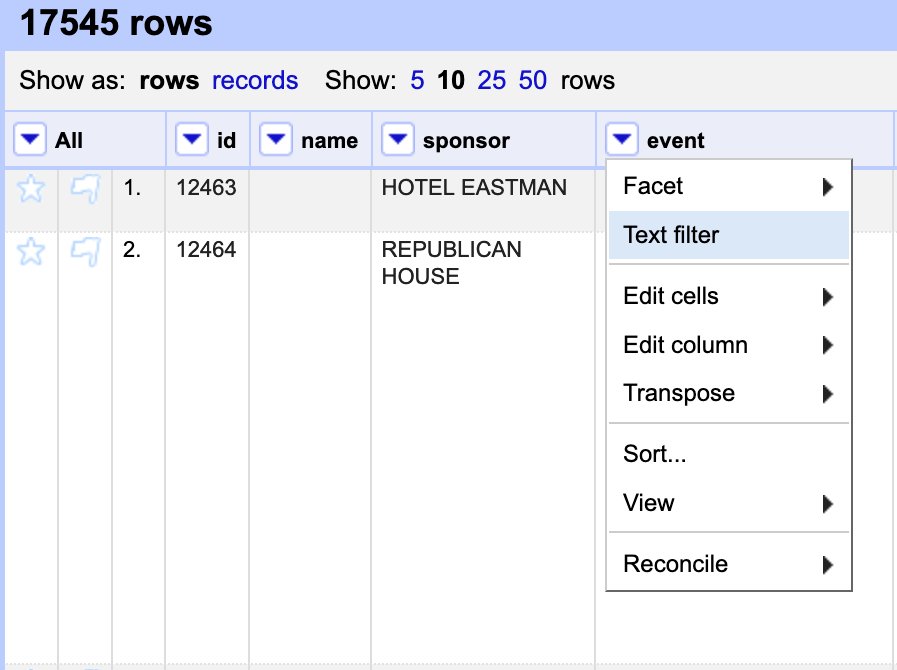 17545 rows
Show as: rows records Show: 5 10 25 50 rows
All id name sponsor event
1. 12463 HOTEL EASTMAN
2. 12464 REPUBLICAN
HOUSE
Facet
Text filter
Edit cells
Edit column
Transpose
Sort...
View
Reconcile